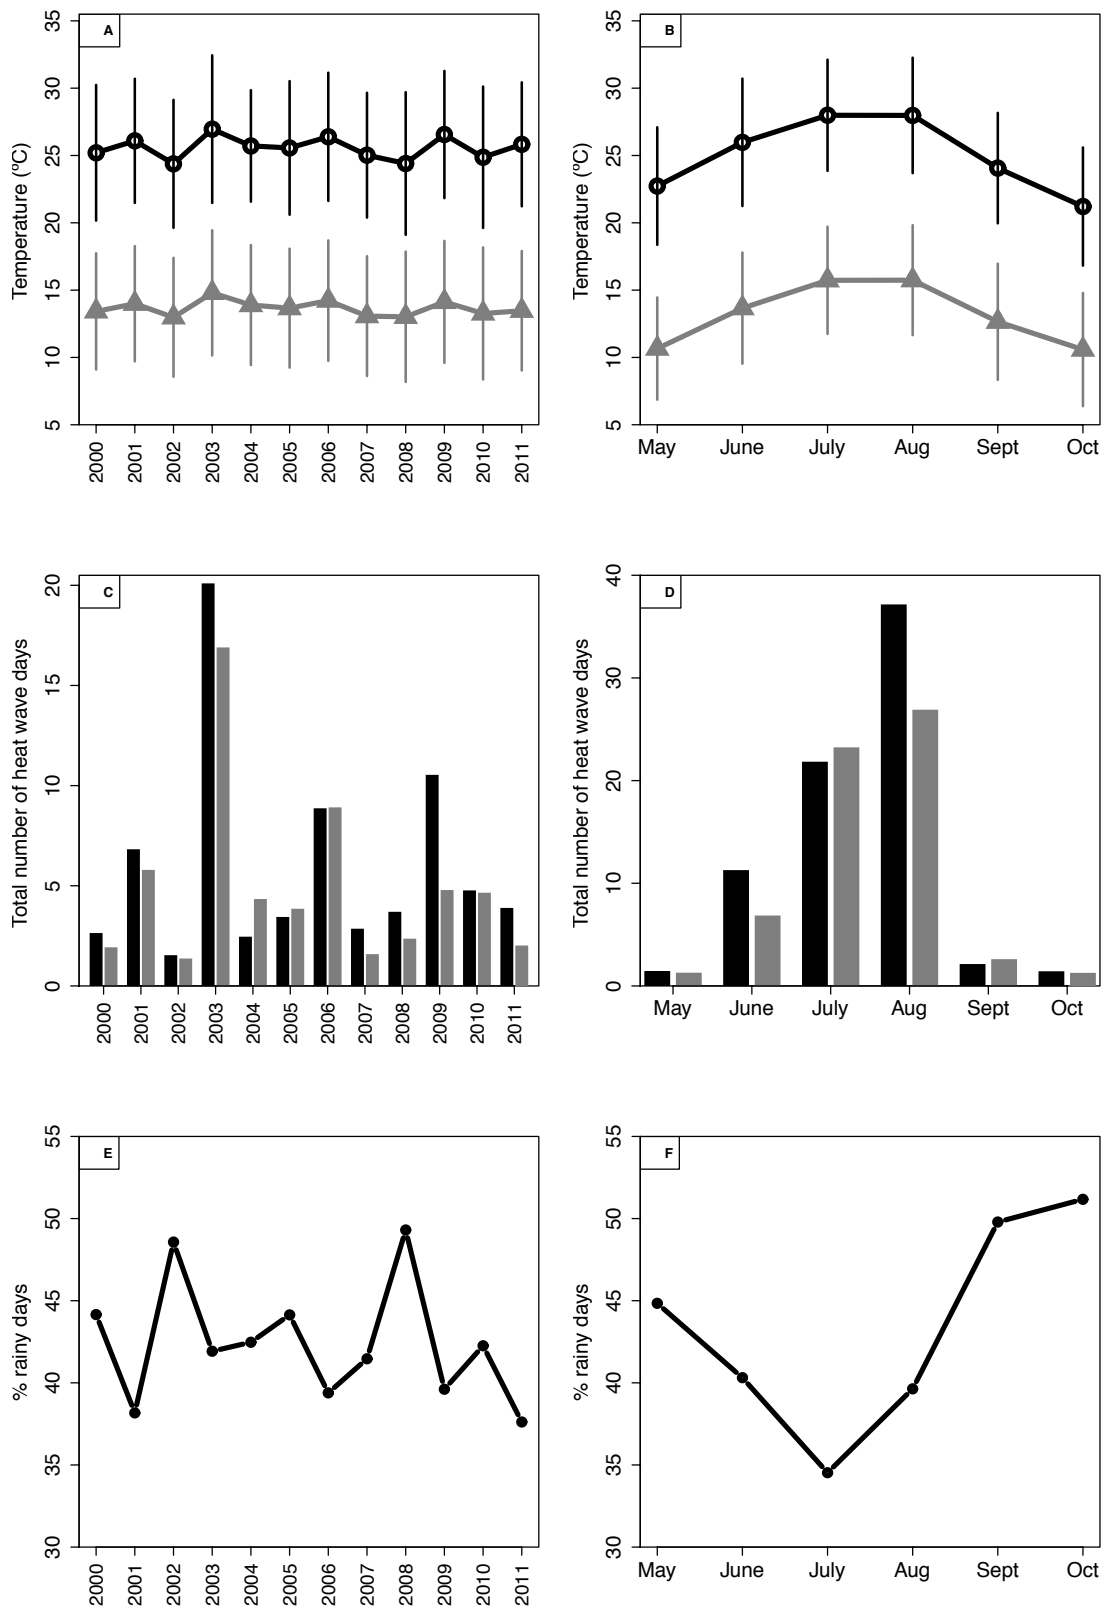 A
Temperature (ºC)
35
30
25
20
15
10
5
2000
2001
2002
2003
2004
2005
2006
2007
2008
2009
2010
2011
B
Temperature (ºC)
35
30
25
20
15
10
5
May
June
July
Aug
Sept
Oct
C
Total number of heat wave days
20
15
10
5
0
2000
2001
2002
2003
2004
2005
2006
2007
2008
2009
2010
2011
D
Total number of heat wave days
40
30
20
10
0
May
June
July
Aug
Sept
Oct
E
% rainy days
55
50
45
40
35
30
2000
2001
2002
2003
2004
2005
2006
2007
2008
2009
2010
2011
F
% rainy days
55
50
45
40
35
30
May
June
July
Aug
Sept
Oct